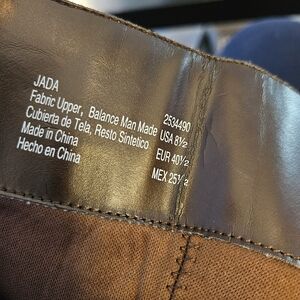 JADA
2534490
Fabric Upper, Balance Man Made USA 8½
Cubierta de Tela, Resto Sintetico EUR 40½
Made in China
MEX 25½
Hecho en China